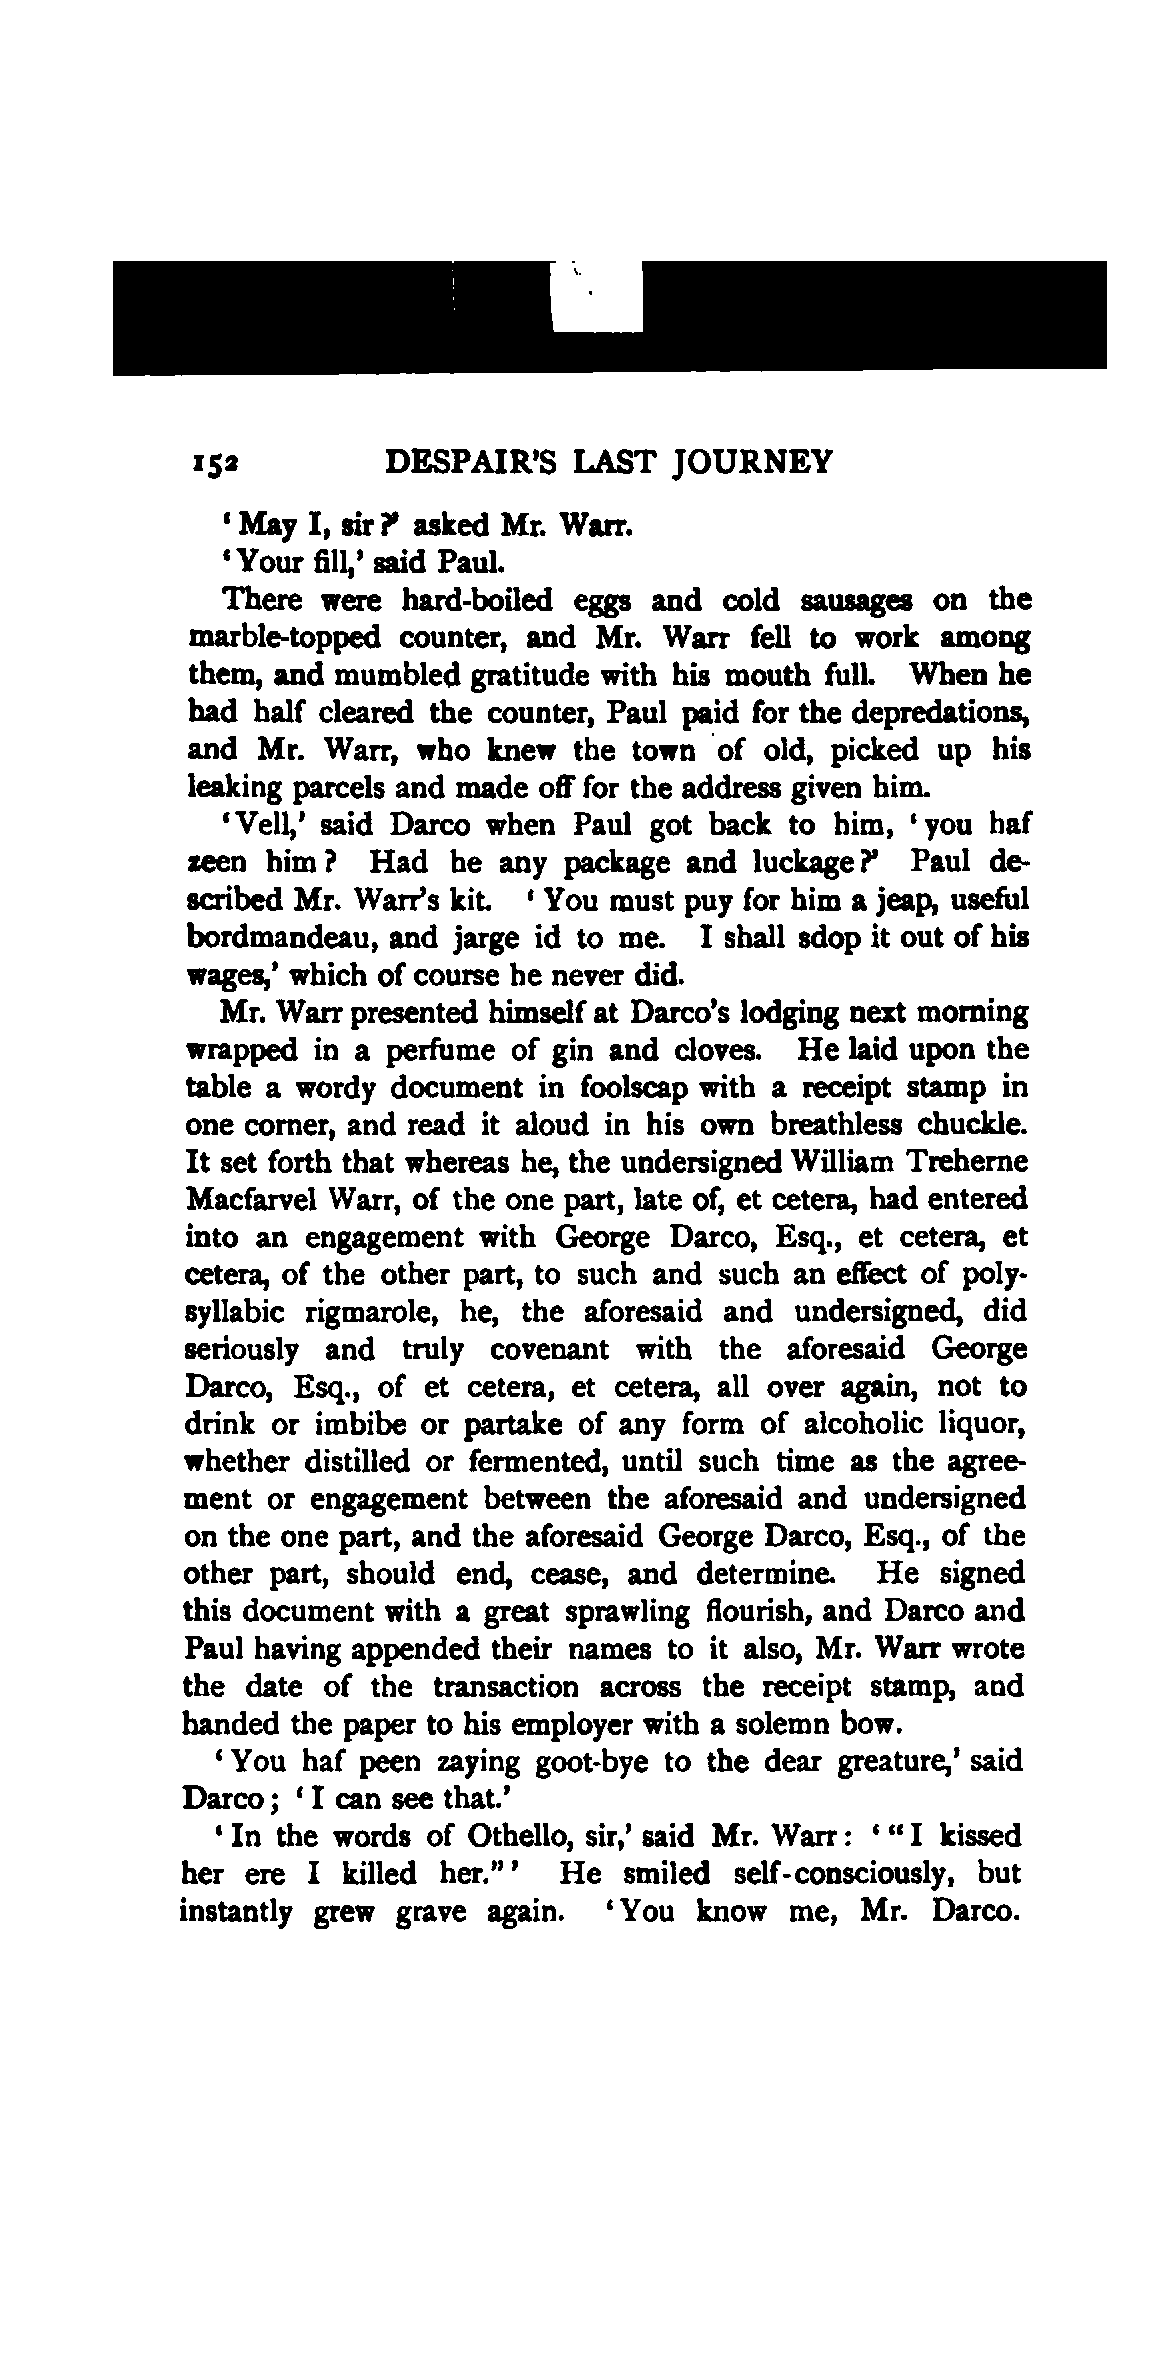 152 DESPAIR'S LAST JOURNEY
‘May I, sir?’ asked Mr. Warr.
‘Your fill,’ said Paul.
There were hard-boiled eggs and cold sausages on the
marble-topped counter, and Mr. Warr fell to work among
them, and mumbled gratitude with his mouth full. When he
had half cleared the counter, Paul paid for the depredations,
and Mr. Warr, who knew the town of old, picked up his
leaking parcels and made off for the address given him.
‘Vell,’ said Darco when Paul got back to him, ‘you haf
zeen him? Had he any package and luckage?’ Paul de-
scribed Mr. Warr’s kit. ‘You must puy for him a jeap, useful
bordmandeau, and jarge id to me. I shall sdop it out of his
wages,’ which of course he never did.
Mr. Warr presented himself at Darco’s lodging next morning
wrapped in a perfume of gin and cloves. He laid upon the
table a wordy document in foolscap with a receipt stamp in
one corner, and read it aloud in his own breathless chuckle.
It set forth that whereas he, the undersigned William Treherne
Macfarvel Warr, of the one part, late of, et cetera, had entered
into an engagement with George Darco, Esq., et cetera, et
cetera, of the other part, to such and such an effect of poly-
syllabic rigmarole, he, the aforesaid and undersigned, did
seriously and truly covenant with the aforesaid George
Darco, Esq., of et cetera, et cetera, all over again, not to
drink or imbibe or partake of any form of alcoholic liquor,
whether distilled or fermented, until such time as the agree-
ment or engagement between the aforesaid and undersigned
on the one part, and the aforesaid George Darco, Esq., of the
other part, should end, cease, and determine. He signed
this document with a great sprawling flourish, and Darco and
Paul having appended their names to it also, Mr. Warr wrote
the date of the transaction across the receipt stamp, and
handed the paper to his employer with a solemn bow.
‘You haf peen zaying goot-bye to the dear greature,’ said
Darco; ‘I can see that.’
‘In the words of Othello, sir,’ said Mr. Warr: ‘“I kissed
her ere I killed her.”’ He smiled self-consciously, but
instantly grew grave again. ‘You know me, Mr. Darco.